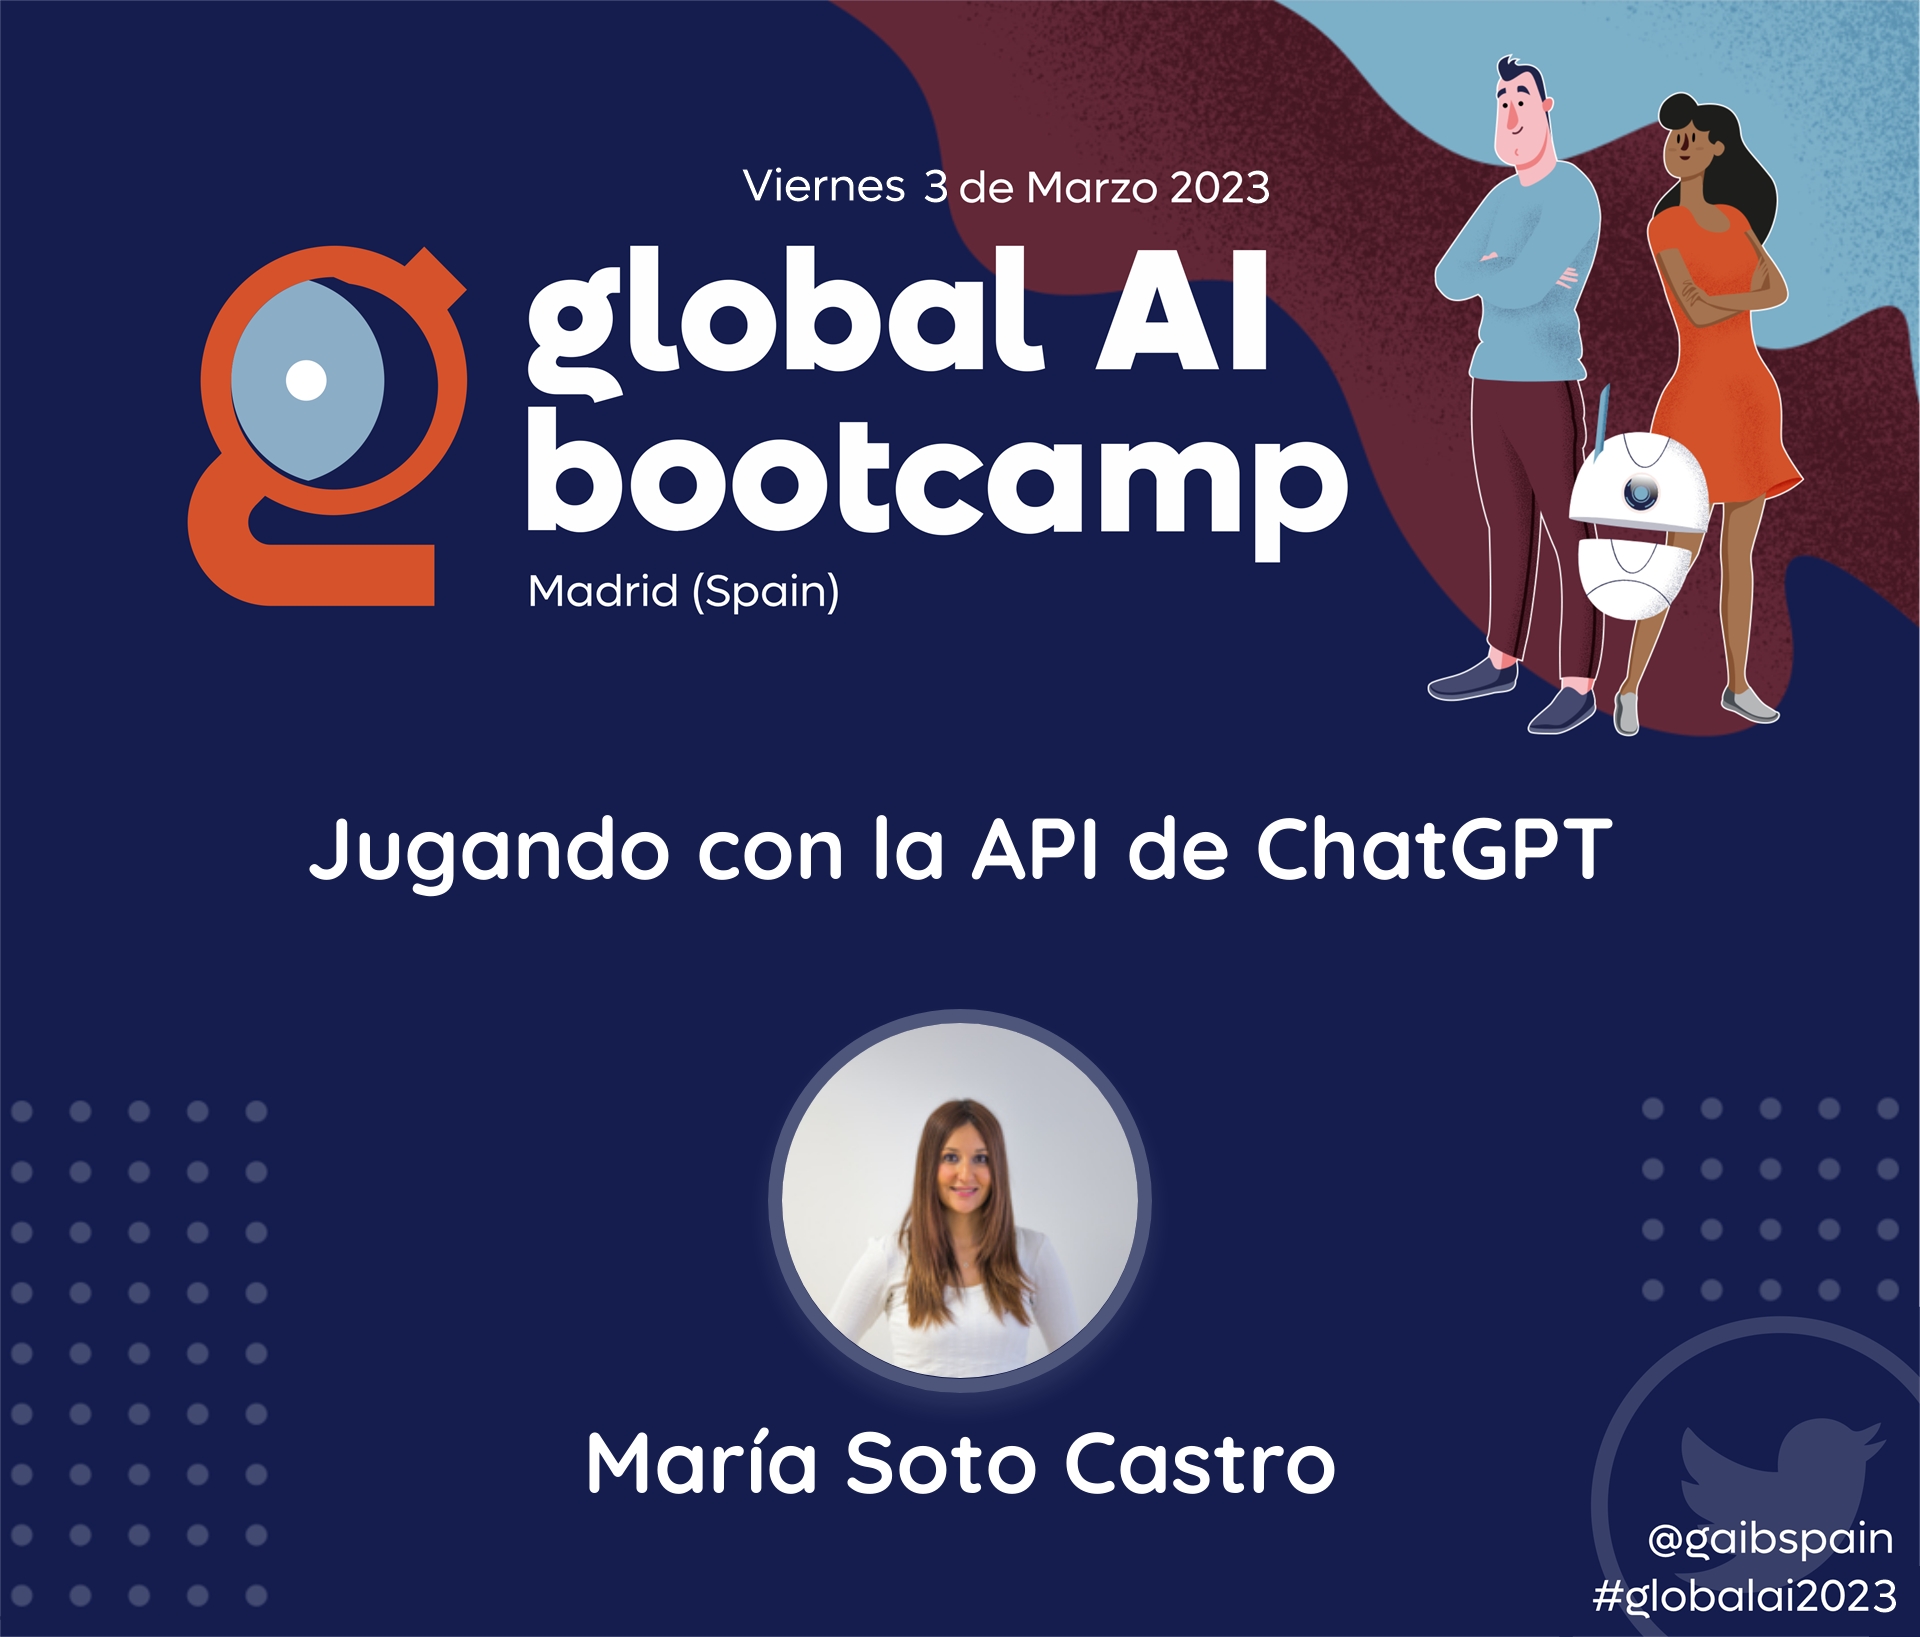 Viernes 3 de Marzo 2023
global AI
bootcamp
Madrid (Spain)
Jugando con la API de ChatGPT
María Soto Castro
@gaibspain
#globalai2023